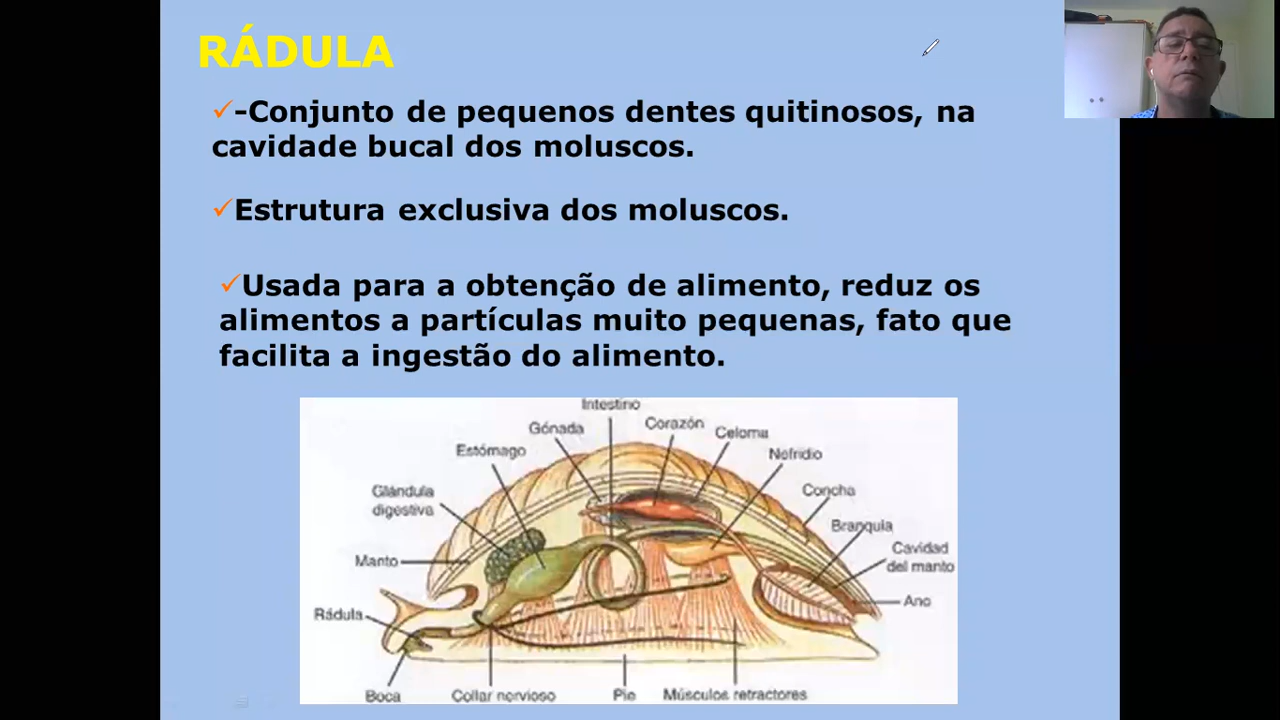 RÁDULA
-Conjunto de pequenos dentes quitinosos, na
cavidade bucal dos moluscos.
Estrutura exclusiva dos moluscos.
Usada para a obtenção de alimento, reduz os
alimentos a partículas muito pequenas, fato que
facilita a ingestão do alimento.
Intestino
Gónada
Corazón
Celoma
Estómago
Nefridio
Glándula
digestiva
Concha
Branquia
Manto
Cavidad
del manto
Ano
Rádula
Boca
Collar nervioso
Pie
Músculos retractores